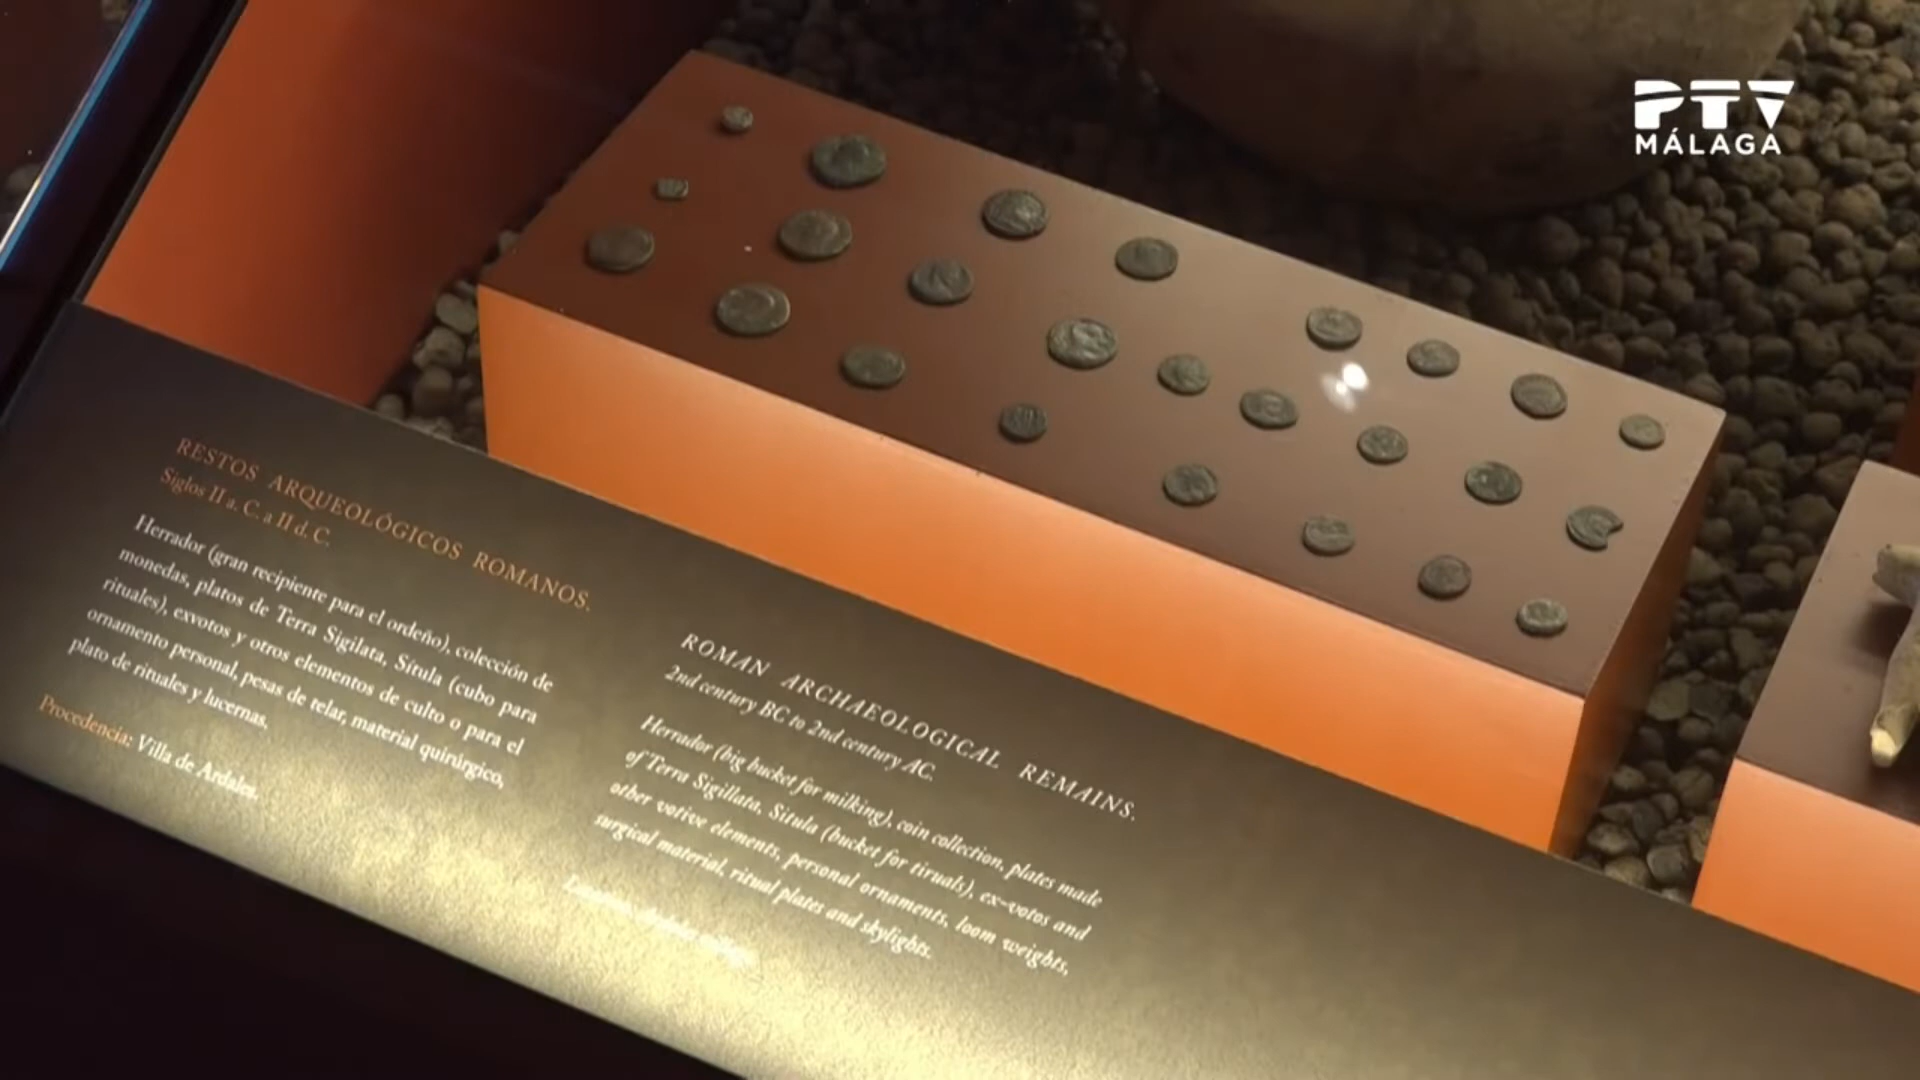 PTV
MÁLAGA
RESTOS ARQUEOLÓGICOS ROMANOS.
Siglos II a. C. a II d. C.
Herrador (gran recipiente para el ordeño), colección de
monedas, platos de Terra Sigilata, Sítula (cubo para
rituales), exvotos y otros elementos de culto o para el
ornamento personal, pesas de telar, material quirúrgico,
plato de rituales y lucernas.
Procedencia: Villa de Ardales.
ROMAN ARCHAEOLOGICAL REMAINS.
2nd century BC to 2nd century AC.
Herrador (big bucket for milking), coin collection, plates made
of Terra Sigillata, Situla (bucket for tiruals), ex-votos and
other votive elements, personal ornaments, loom weights,
surgical material, ritual plates and skylights.